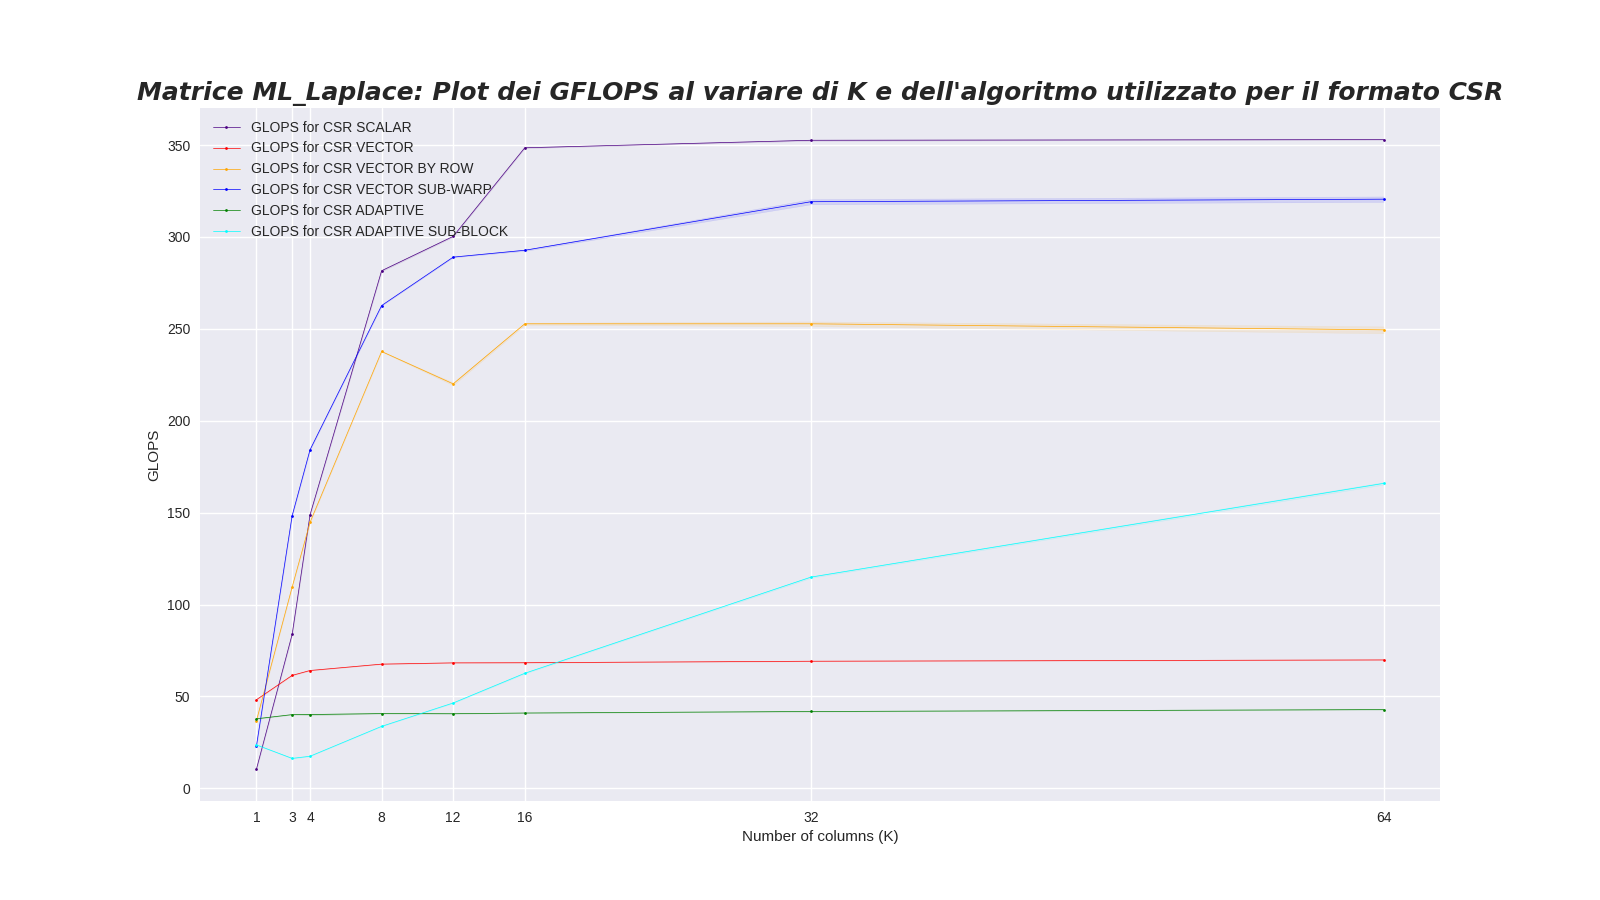 Matrice ML_Laplace: Plot dei GFLOPS al variare di K e dell'algoritmo utilizzato per il formato CSR
GLOPS for CSR SCALAR
GLOPS for CSR VECTOR
GLOPS for CSR VECTOR BY ROW
GLOPS for CSR VECTOR SUB-WARP
GLOPS for CSR ADAPTIVE
GLOPS for CSR ADAPTIVE SUB-BLOCK
GLOPS
350
300
250
200
150
100
50
0
1 3 4 8 12 16 32 64
Number of columns (K)